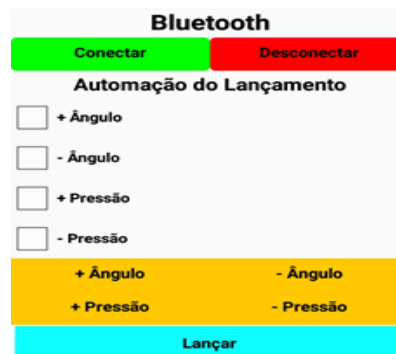 Bluetooth
Conectar Desconectar
Automação do Lançamento
+ Ângulo
- Ângulo
+ Pressão
- Pressão
+ Ângulo - Ângulo
+ Pressão - Pressão
Lançar